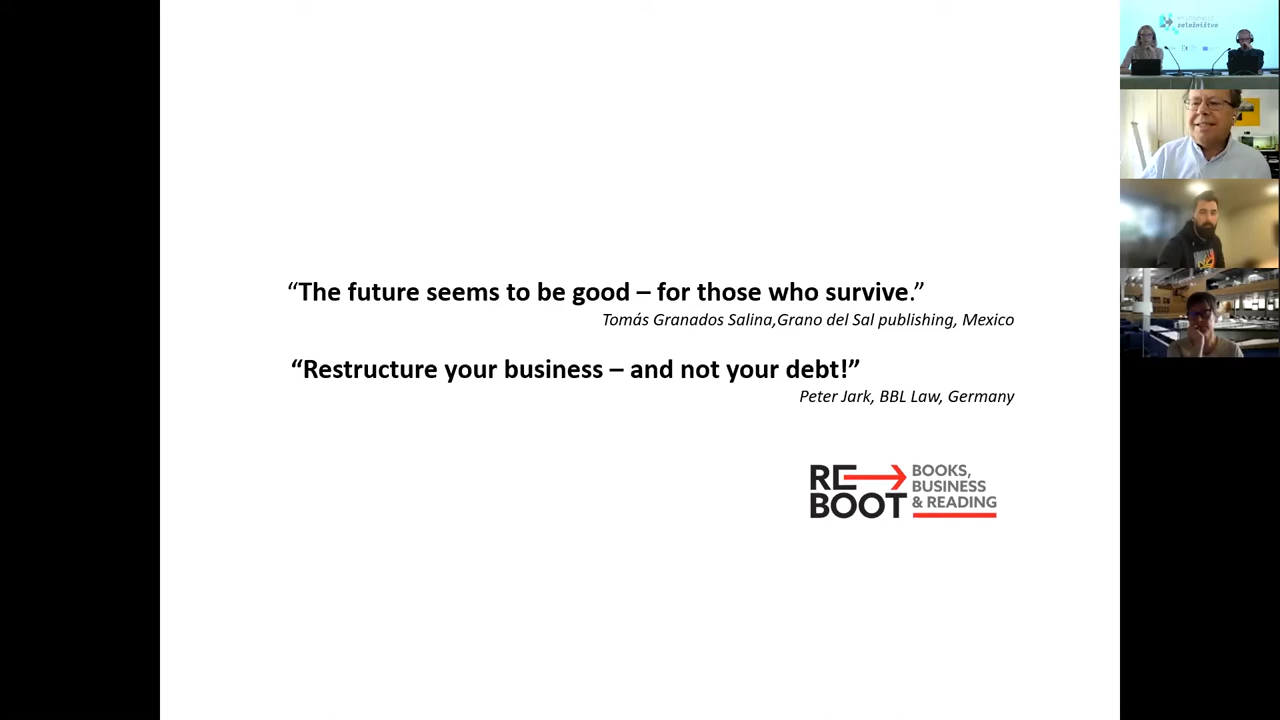 “The future seems to be good – for those who survive.”
Tomás Granados Salina,Grano del Sal publishing, Mexico
“Restructure your business – and not your debt!”
Peter Jark, BBL Law, Germany
RE BOOKS,
BUSINESS
BOOT & READING
založništva